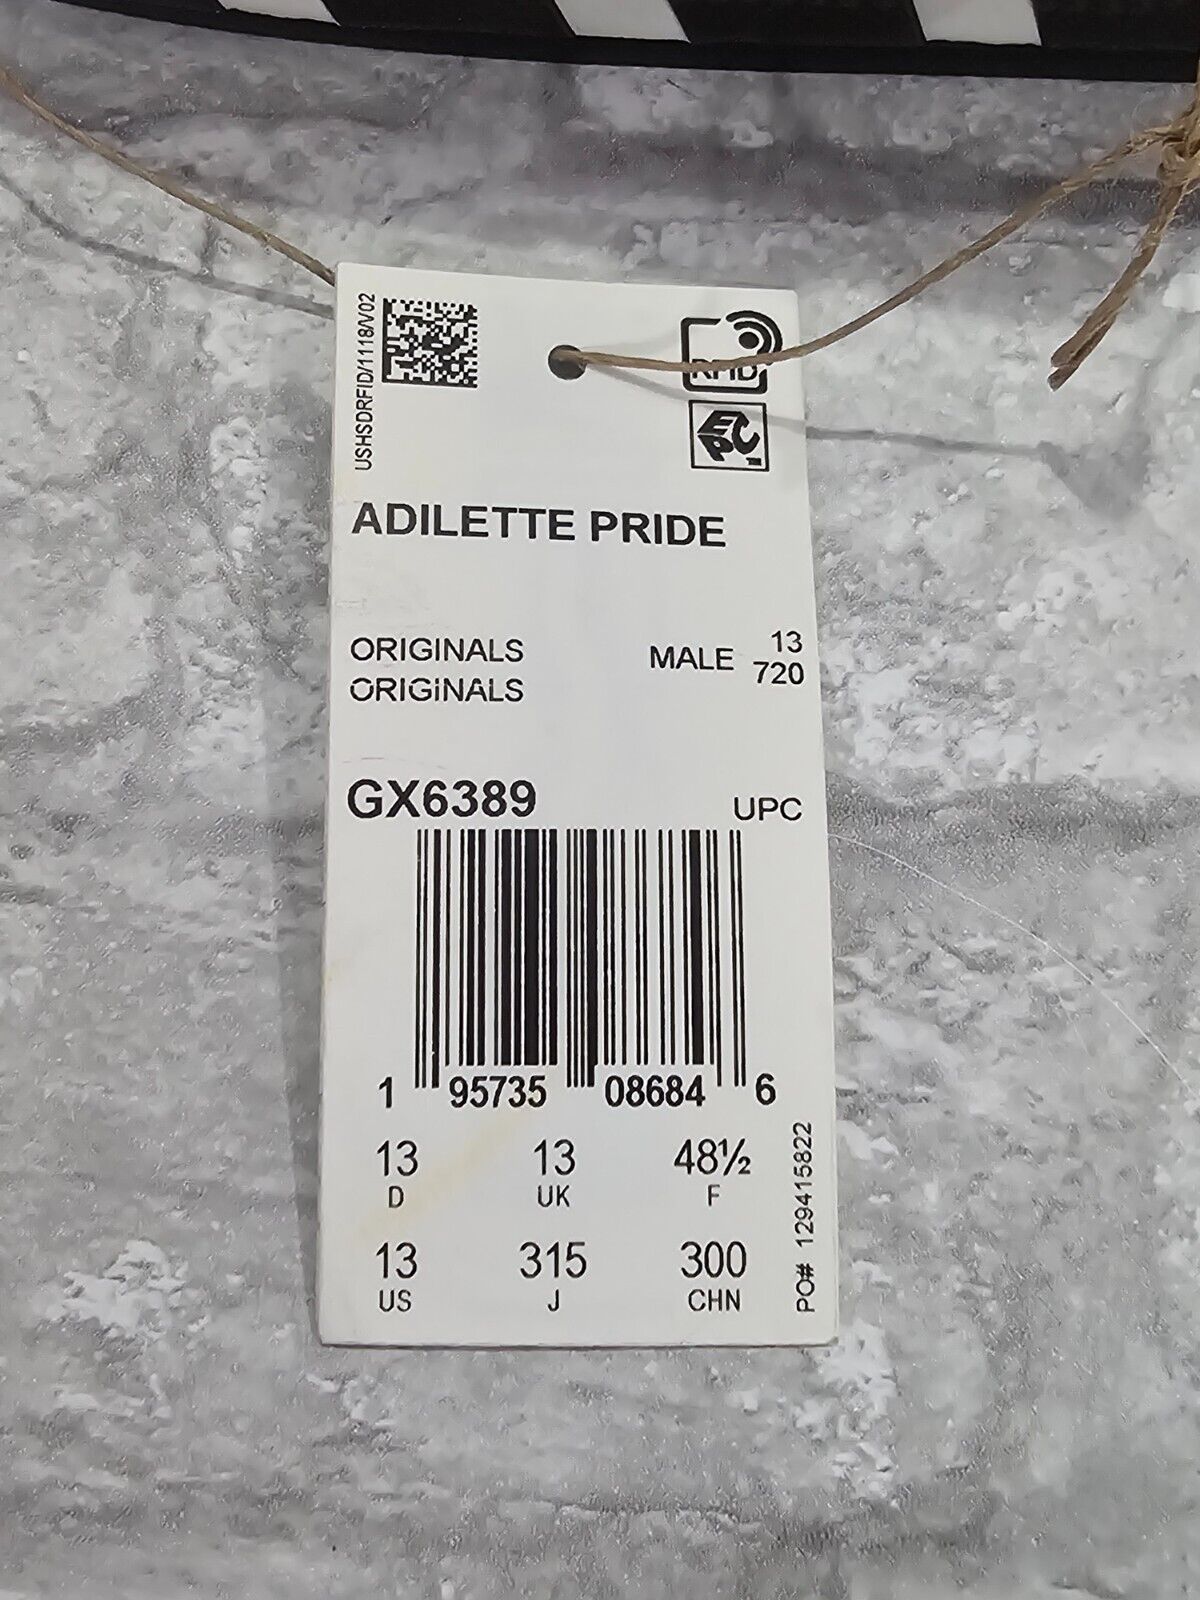 USHSDRFID/1118/V02
RFID
EPC
TM
ADILETTE PRIDE
ORIGINALS
ORIGINALS
MALE
13
720
GX6389
UPC
1 95735 08684 6
13 13 48½
D UK F
13 315 300
US J CHN
PO# 129415822